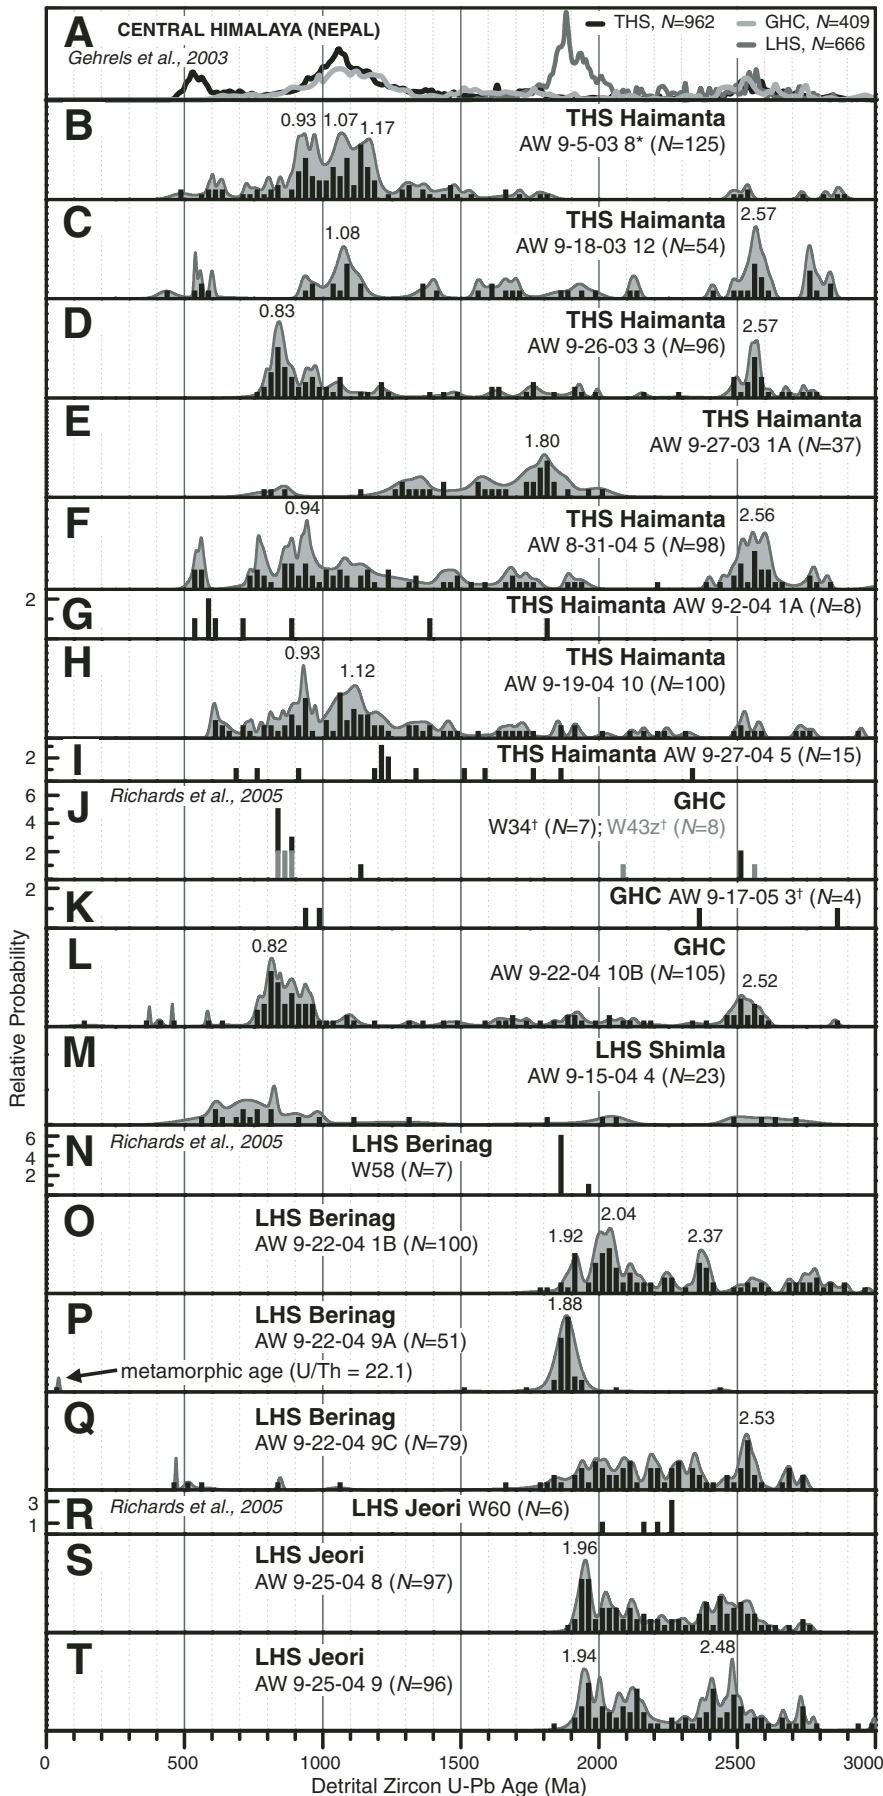 A CENTRAL HIMALAYA (NEPAL)
Gehrels et al., 2003
THS, N=962
GHC, N=409
LHS, N=666
B
0.93 1.07 1.17
THS Haimanta
AW 9-5-03 8* (N=125)
C
1.08
THS Haimanta
AW 9-18-03 12 (N=54)
2.57
D
0.83
THS Haimanta
AW 9-26-03 3 (N=96)
2.57
E
THS Haimanta
AW 9-27-03 1A (N=37)
1.80
F
0.94
THS Haimanta
AW 8-31-04 5 (N=98)
2.56
2
G
THS Haimanta AW 9-2-04 1A (N=8)
H
0.93
1.12
THS Haimanta
AW 9-19-04 10 (N=100)
2
I
THS Haimanta AW 9-27-04 5 (N=15)
6
4
2
J
Richards et al., 2005
GHC
W34† (N=7); W43z† (N=8)
2
K
GHC AW 9-17-05 3† (N=4)
L
0.82
GHC
AW 9-22-04 10B (N=105)
2.52
M
LHS Shimla
AW 9-15-04 4 (N=23)
6
4
2
N
Richards et al., 2005
LHS Berinag
W58 (N=7)
O
LHS Berinag
AW 9-22-04 1B (N=100)
1.92
2.04
2.37
P
LHS Berinag
AW 9-22-04 9A (N=51)
1.88
metamorphic age (U/Th = 22.1)
Q
LHS Berinag
AW 9-22-04 9C (N=79)
2.53
3
1
R
Richards et al., 2005
LHS Jeori W60 (N=6)
S
LHS Jeori
AW 9-25-04 8 (N=97)
1.96
T
LHS Jeori
AW 9-25-04 9 (N=96)
1.94
2.48
Relative Probability
0 500 1000 1500 2000 2500 3000
Detrital Zircon U-Pb Age (Ma)